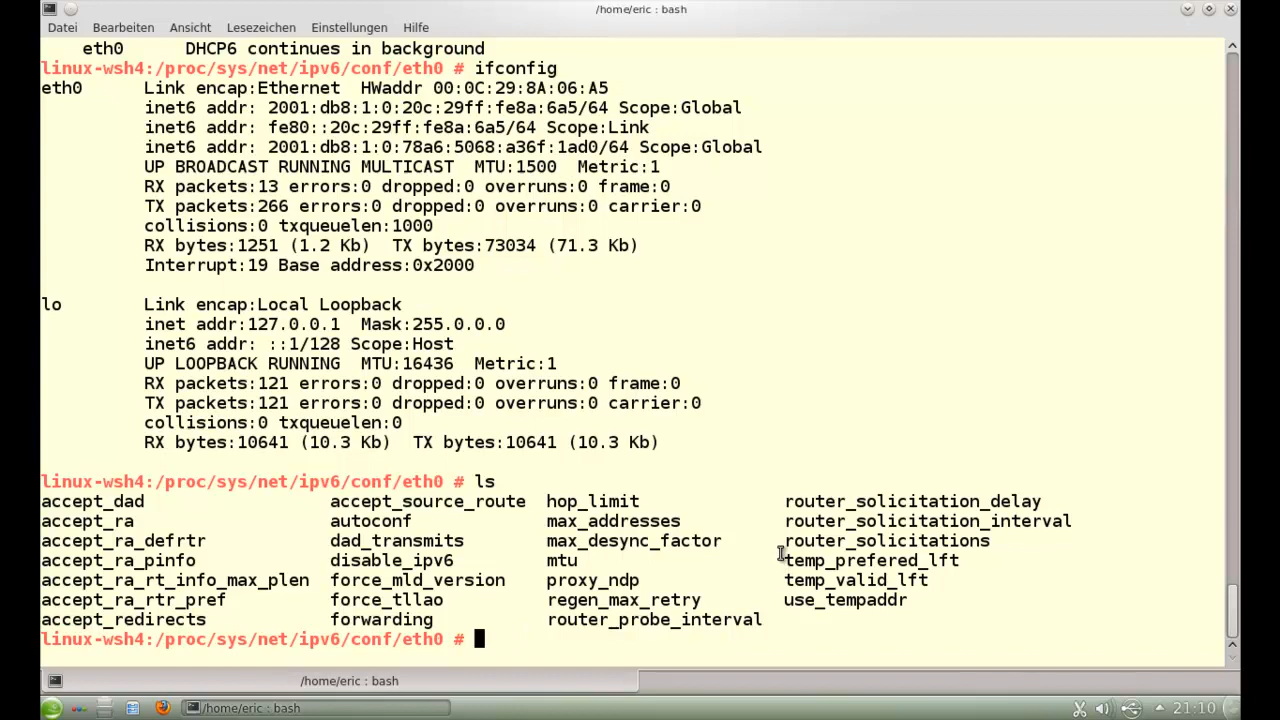 /home/eric : bash
Datei Bearbeiten Ansicht Lesezeichen Einstellungen Hilfe
    eth0      DHCP6 continues in background
linux-wsh4:/proc/sys/net/ipv6/conf/eth0 # ifconfig
eth0      Link encap:Ethernet  HWaddr 00:0C:29:8A:06:A5
          inet6 addr: 2001:db8:1:0:20c:29ff:fe8a:6a5/64 Scope:Global
          inet6 addr: fe80::20c:29ff:fe8a:6a5/64 Scope:Link
          inet6 addr: 2001:db8:1:0:78a6:5068:a36f:1ad0/64 Scope:Global
          UP BROADCAST RUNNING MULTICAST  MTU:1500  Metric:1
          RX packets:13 errors:0 dropped:0 overruns:0 frame:0
          TX packets:266 errors:0 dropped:0 overruns:0 carrier:0
          collisions:0 txqueuelen:1000
          RX bytes:1251 (1.2 Kb)  TX bytes:73034 (71.3 Kb)
          Interrupt:19 Base address:0x2000
lo        Link encap:Local Loopback
          inet addr:127.0.0.1  Mask:255.0.0.0
          inet6 addr: ::1/128 Scope:Host
          UP LOOPBACK RUNNING  MTU:16436  Metric:1
          RX packets:121 errors:0 dropped:0 overruns:0 frame:0
          TX packets:121 errors:0 dropped:0 overruns:0 carrier:0
          collisions:0 txqueuelen:0
          RX bytes:10641 (10.3 Kb)  TX bytes:10641 (10.3 Kb)
linux-wsh4:/proc/sys/net/ipv6/conf/eth0 # ls
accept_dad                  accept_source_route  hop_limit              router_solicitation_delay
accept_ra                   autoconf             max_addresses          router_solicitation_interval
accept_ra_defrtr            dad_transmits        max_desync_factor      router_solicitations
accept_ra_pinfo             disable_ipv6         mtu                    temp_prefered_lft
accept_ra_rt_info_max_plen  force_mld_version    proxy_ndp              temp_valid_lft
accept_ra_rtr_pref          force_tllao          regen_max_retry        use_tempaddr
accept_redirects            forwarding           router_probe_interval
linux-wsh4:/proc/sys/net/ipv6/conf/eth0 #
/home/eric : bash
/home/eric : bash 21:10